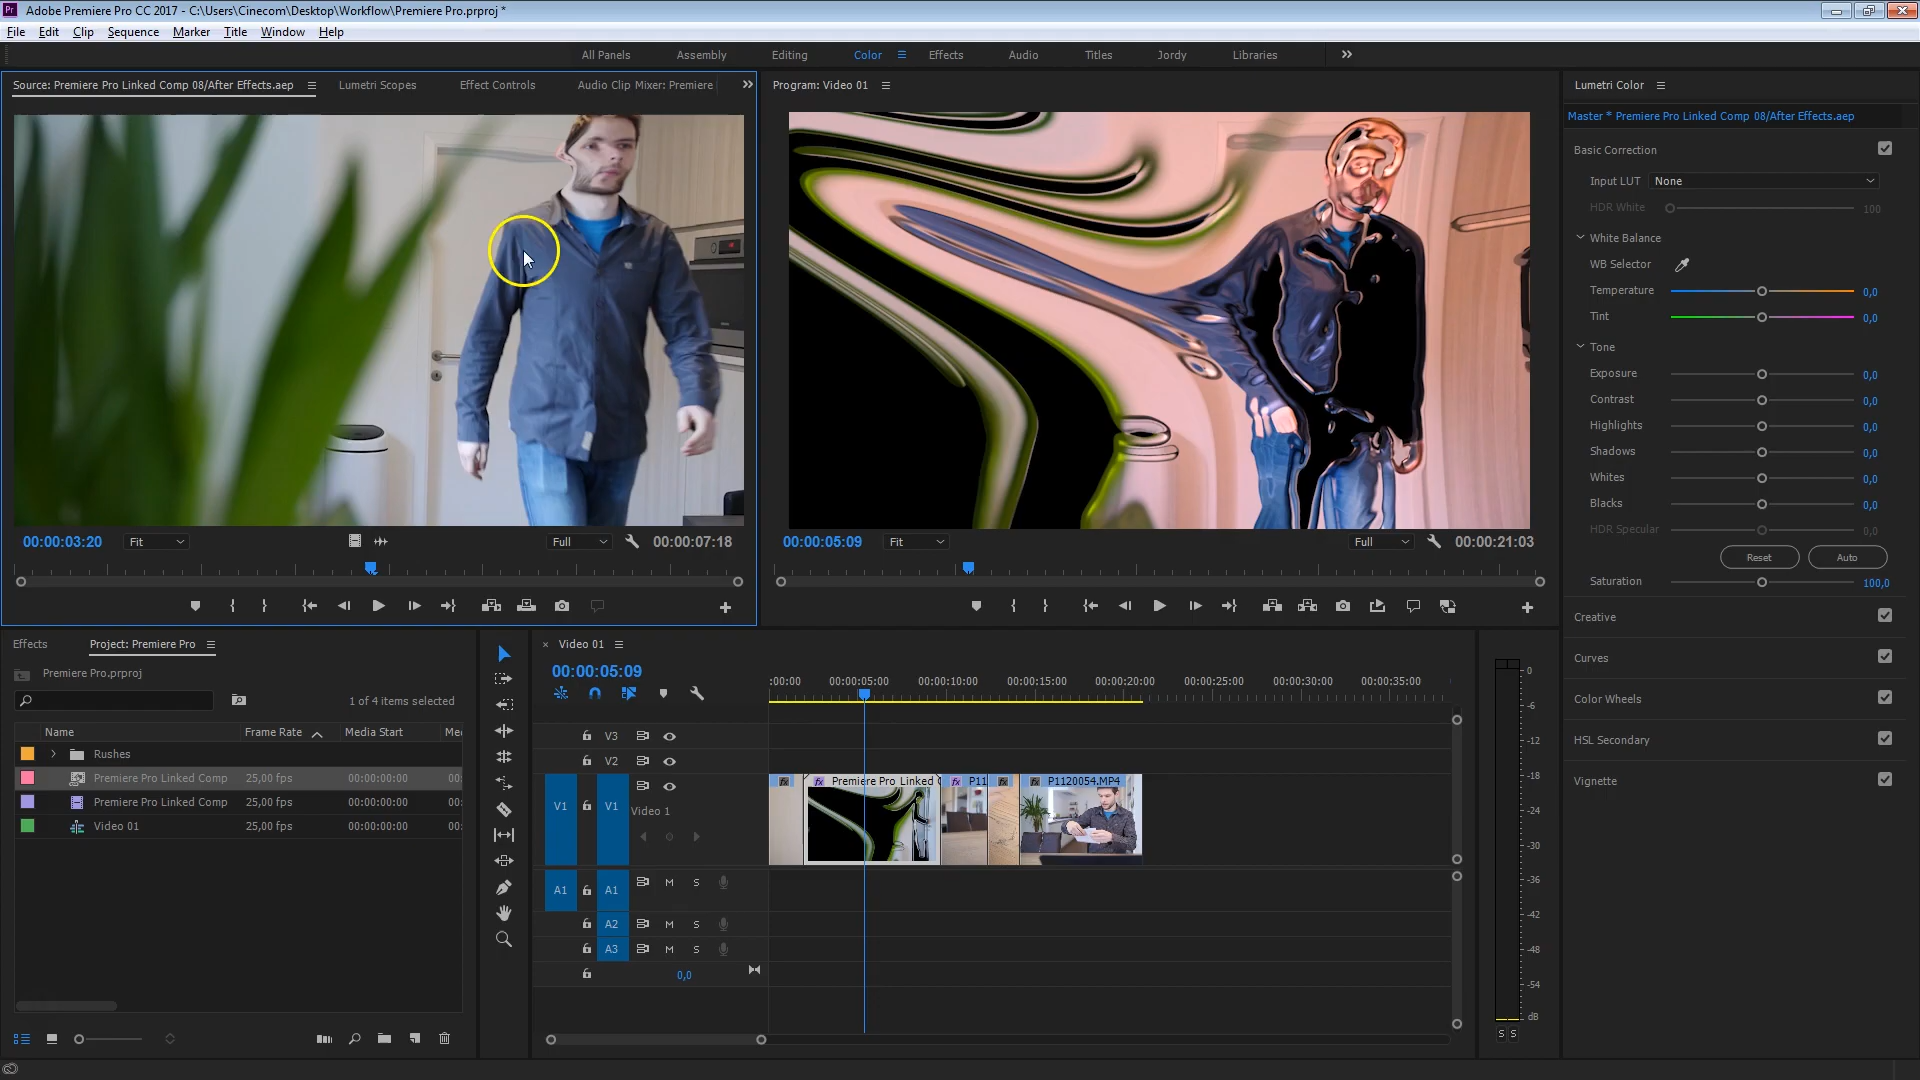 Adobe Premiere Pro CC 2017 - C:\Users\Cinecom\Desktop\Workflow\Premiere Pro.prproj *
File Edit Clip Sequence Marker Title Window Help
All Panels Assembly Editing Color Effects Audio Titles Jordy Libraries
Source: Premiere Pro Linked Comp 08/After Effects.aep Lumetri Scopes Effect Controls Audio Clip Mixer: Premiere
Program: Video 01
Lumetri Color
Master * Premiere Pro Linked Comp 08/After Effects.aep
Basic Correction
Input LUT None
HDR White 100
White Balance
WB Selector
Temperature 0,0
Tint 0,0
Tone
Exposure 0,0
Contrast 0,0
Highlights 0,0
Shadows 0,0
Whites 0,0
Blacks 0,0
HDR Specular 0,0
Reset Auto
Saturation 100,0
Creative
Curves
Color Wheels
HSL Secondary
Vignette
00:00:03:20 Fit Full 00:00:07:18
00:00:05:09 Fit Full 00:00:21:03
Effects Project: Premiere Pro
Premiere Pro.prproj
1 of 4 items selected
Name Frame Rate Media Start Me
Rushes
Premiere Pro Linked Comp 25,00 fps 00:00:00:00 00:
Premiere Pro Linked Comp 25,00 fps 00:00:00:00 00:
Video 01 25,00 fps 00:00:00:00 00:
× Video 01
00:00:05:09
:00:00 00:00:05:00 00:00:10:00 00:00:15:00 00:00:20:00 00:00:25:00 00:00:30:00 00:00:35:00
V3
V2
V1 V1 Video 1
fx fx Premiere Pro Linked fx P11 fx fx P1120054.MP4
A1 A1 M S
A2 M S
A3 M S
0,0
0
-6
-12
-18
-24
-30
-36
-42
-48
-54
dB
S S